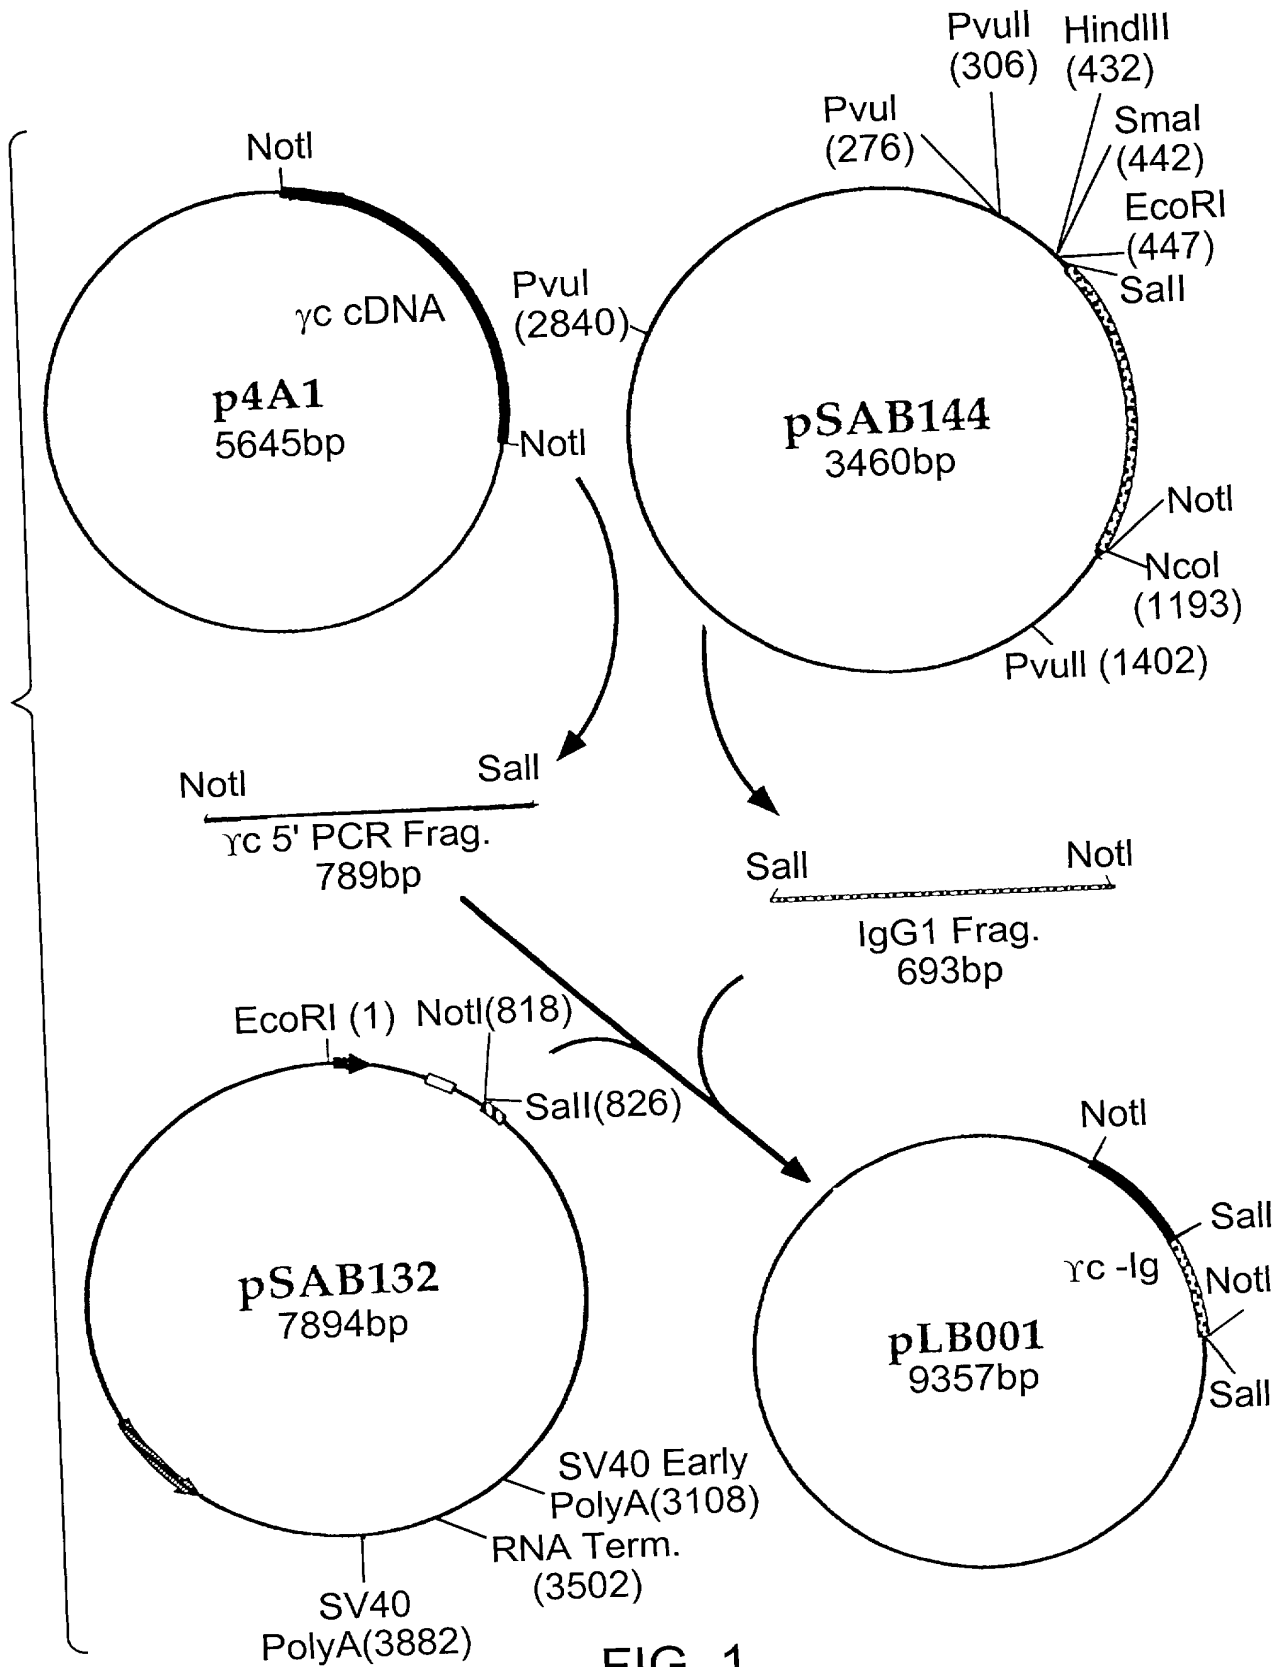 PvuII
(306)
HindIII
(432)
PvuI
(276)
SmaI
(442)
EcoRI
(447)
SalI
NotI
γc cDNA
p4A1
5645bp
NotI
PvuI
(2840)
pSAB144
3460bp
NotI
NcoI
(1193)
PvuII (1402)
NotI
SalI
γc 5' PCR Frag.
789bp
SalI
NotI
IgG1 Frag.
693bp
EcoRI (1)
NotI(818)
SalI(826)
pSAB132
7894bp
SV40 Early
PolyA(3108)
RNA Term.
(3502)
SV40
PolyA(3882)
NotI
SalI
γc -Ig
NotI
pLB001
9357bp
SalI
FIG. 1